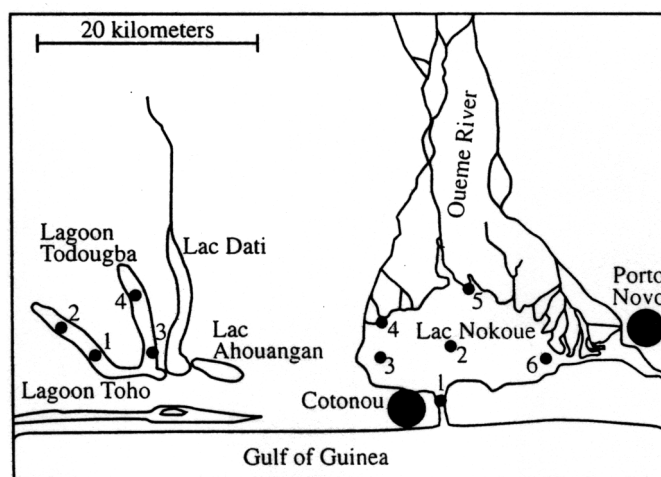 20 kilometers
Oueme River
Lagoon
Todougba
Lac Dati
Porto
Novo
4
5
2
4
Lac Nokoue
3
1
Lac
Ahouangan
2
3
6
Lagoon Toho
1
Cotonou
Gulf of Guinea